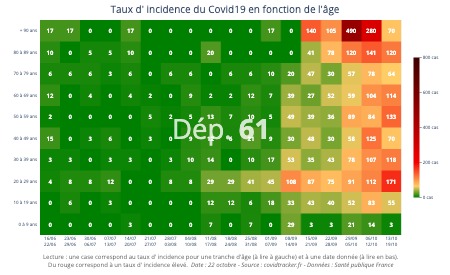 Taux d' incidence du Covid19 en fonction de l'âge
+ 90 ans 17 17 0 0 17 0 0 0 0 0 0 17 0 140 105 490 280 70
80 à 89 ans 10 0 5 5 10 0 0 0 20 0 0 0 0 41 76 120 141 120
70 à 79 ans 6 6 6 3 6 0 6 6 0 6 6 10 20 47 30 57 78 64
60 à 69 ans 0 0 0 2 0 2 0 9 2 2 12 7 39 27 52 59 104 114
50 à 59 ans 2 0 0 0 0 5 2 5 13 7 5 49 39 36 89 84 133
40 à 49 ans 15 0 3 6 0 3 0 9 9 30 48 30 58 125 70
30 à 39 ans 3 3 0 3 3 0 3 10 14 0 10 17 53 35 43 76 107 118
20 à 29 ans 4 8 8 12 0 0 8 8 29 29 41 45 108 87 75 91 112 171
10 à 19 ans 0 6 3 0 3 0 0 0 12 12 6 18 33 43 40 52 83 55
0 à 9 ans 0 0 0 0 3 0 0 0 7 0 7 0 29 3 3 21 14 3
Dép. 61
800 cas
600 cas
400 cas
200 cas
0 cas
16/06 23/06 30/06 07/07 14/07 21/07 28/07 04/08 11/08 18/08 25/08 01/09 08/09 15/09 22/09 29/09 06/10 13/10
22/06 29/06 06/07 13/07 20/07 27/07 03/08 10/08 17/08 24/08 31/08 07/09 14/09 21/09 28/09 05/10 12/10 19/10
Lecture : une case correspond au taux d' incidence pour une tranche d'âge (à lire à gauche) et à une date donnée (à lire en bas).
Du rouge correspond à un taux d' incidence élevé. Date : 22 octobre - Source : covidtracker.fr - Données : Santé publique France